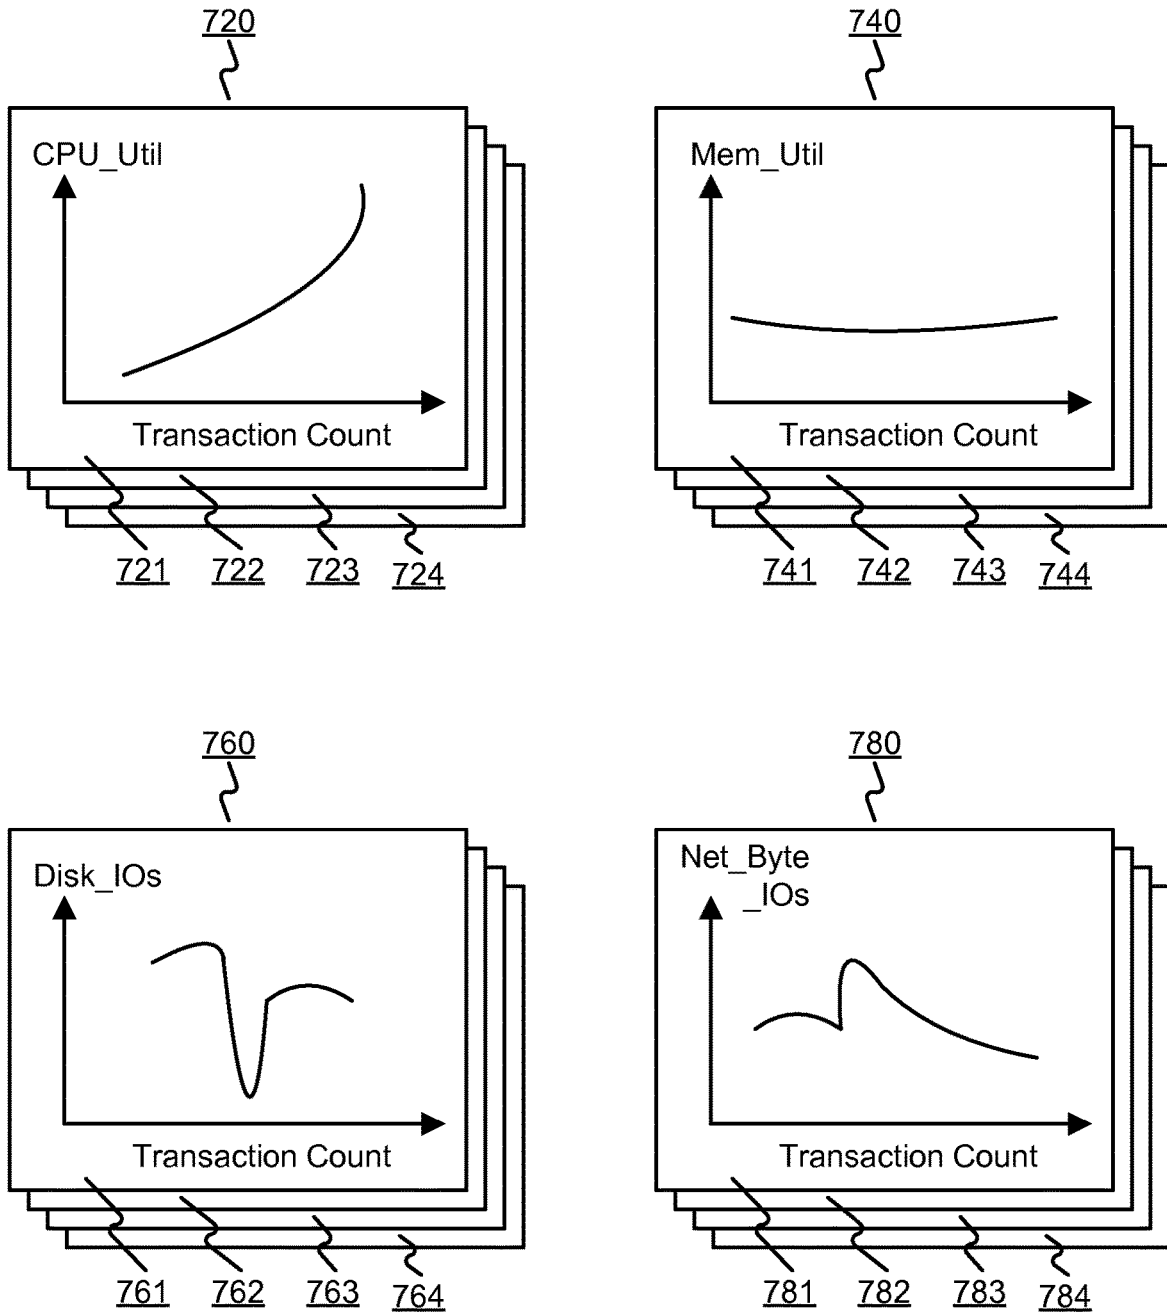 720
CPU_Util
Transaction Count
721
722
723
724
740
Mem_Util
Transaction Count
741
742
743
744
760
Disk_IOs
Transaction Count
761
762
763
764
780
Net_Byte
_IOs
Transaction Count
781
782
783
784